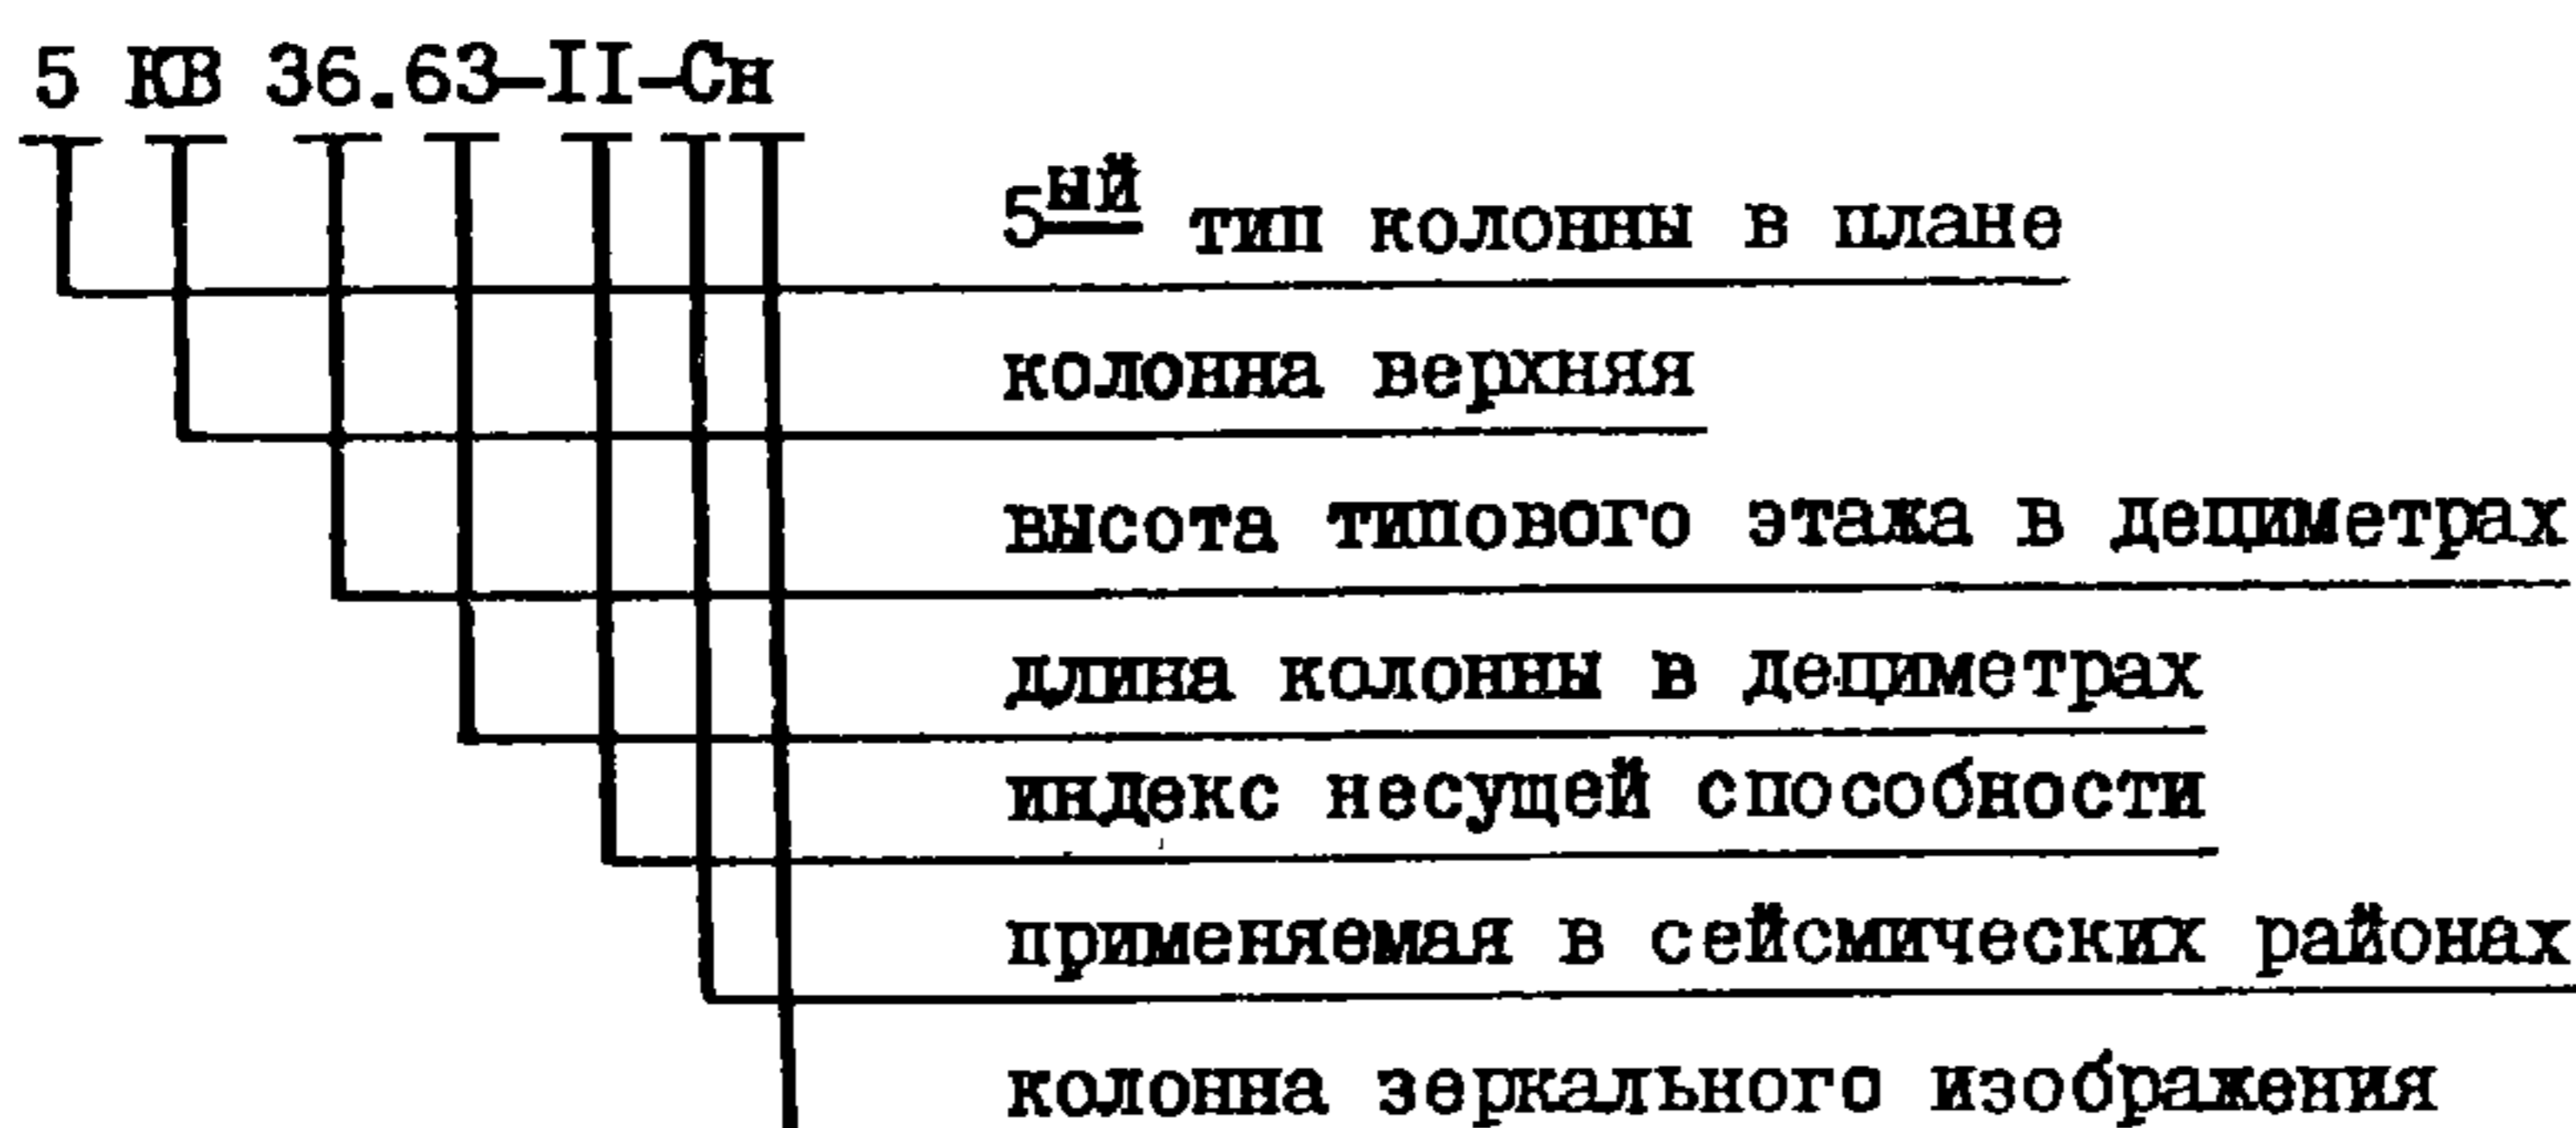 5 КВ 36.63-II-Сн
5ый тип колонны в плане
колонна верхняя
высота типового этажа в дециметрах
длина колонны в дециметрах
индекс несущей способности
применяемая в сейсмических районах
колонна зеркального изображения